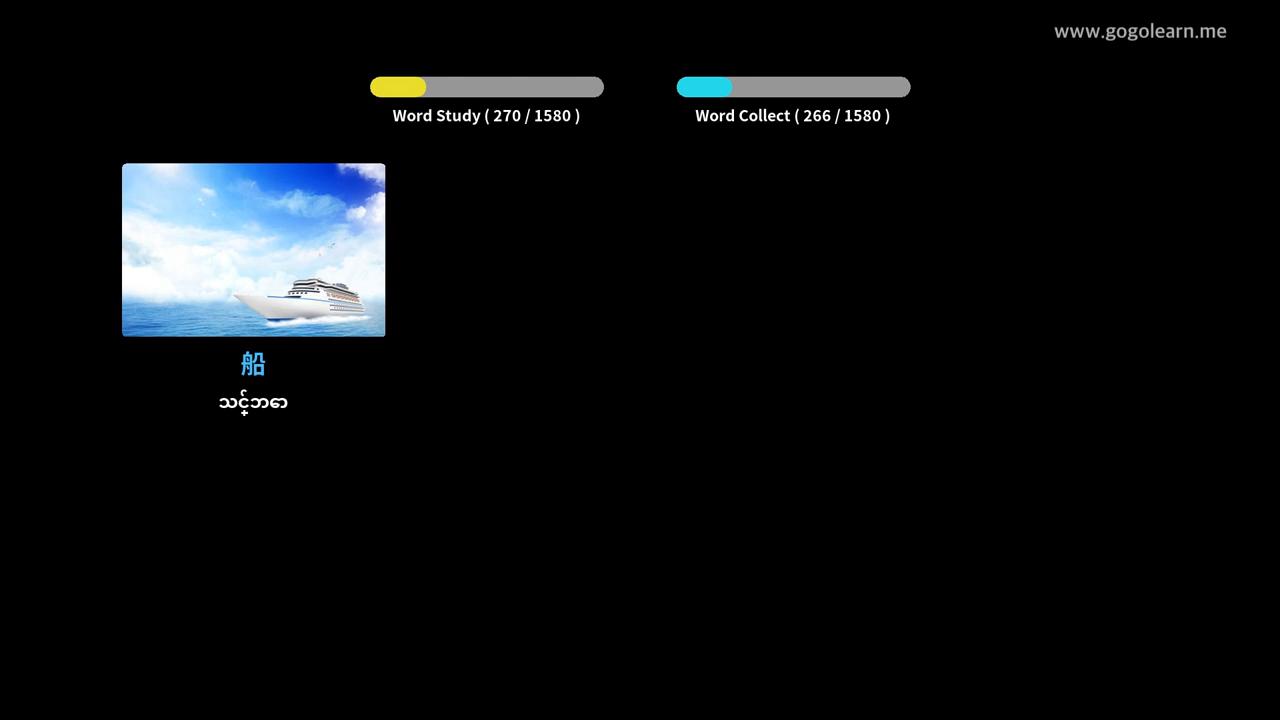 www.gogolearn.me
Word Study ( 270 / 1580 )
Word Collect ( 266 / 1580 )
船
သင်္ဘော